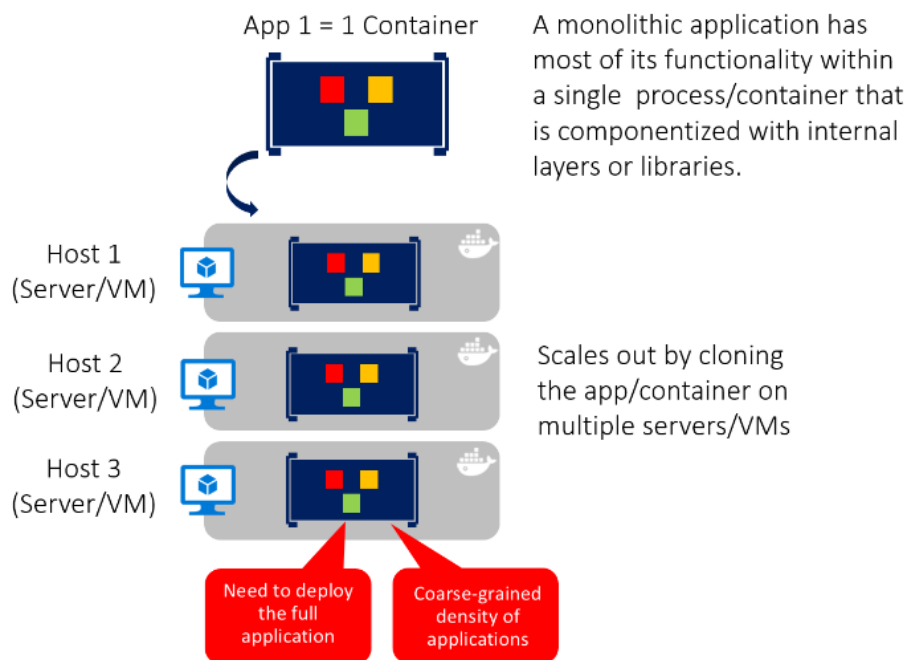 App 1 = 1 Container
A monolithic application has
most of its functionality within
a single process/container that
is componentized with internal
layers or libraries.
Host 1
(Server/VM)
Host 2
(Server/VM)
Scales out by cloning
the app/container on
multiple servers/VMs
Host 3
(Server/VM)
Need to deploy
the full
application
Coarse-grained
density of
applications